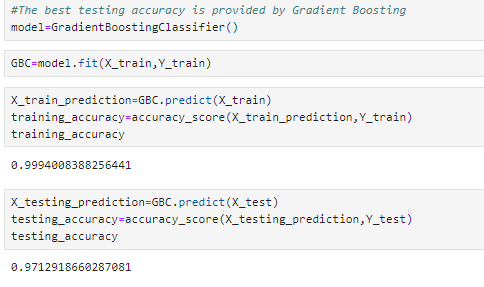 #The best testing accuracy is provided by Gradient Boosting
model=GradientBoostingClassifier()
GBC=model.fit(X_train,Y_train)
X_train_prediction=GBC.predict(X_train)
training_accuracy=accuracy_score(X_train_prediction,Y_train)
training_accuracy
0.9994008388256441
X_testing_prediction=GBC.predict(X_test)
testing_accuracy=accuracy_score(X_testing_prediction,Y_test)
testing_accuracy
0.9712918660287081